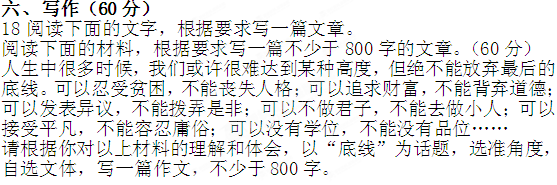 六、写作(60 分)
18 阅读下面的文字，根据要求写一篇文章。
阅读下面的材料，根据要求写一篇不少于 800 字的文章。(60 分)
人生中很多时候，我们或许很难达到某种高度，但绝不能放弃最后的
底线。可以忍受贫困，不能丧失人格；可以追求财富，不能背弃道德；
可以发表异议，不能拨弄是非；可以不做君子，不能去做小人；可以
接受平凡，不能容忍庸俗；可以没有学位，不能没有品位……
请根据你对以上材料的理解和体会，以“底线”为话题，选准角度，
自选文体，写一篇作文，不少于 800 字。